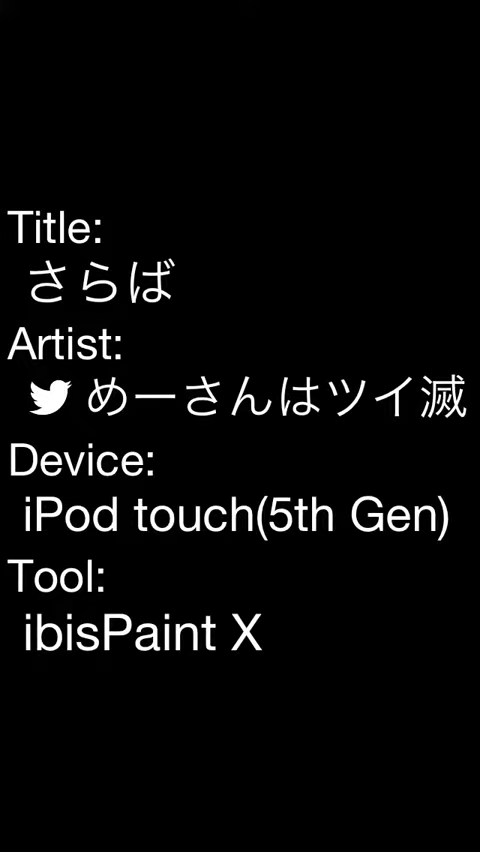 Title:
さらば
Artist:
めーさんはツイ滅
Device:
iPod touch(5th Gen)
Tool:
ibisPaint X